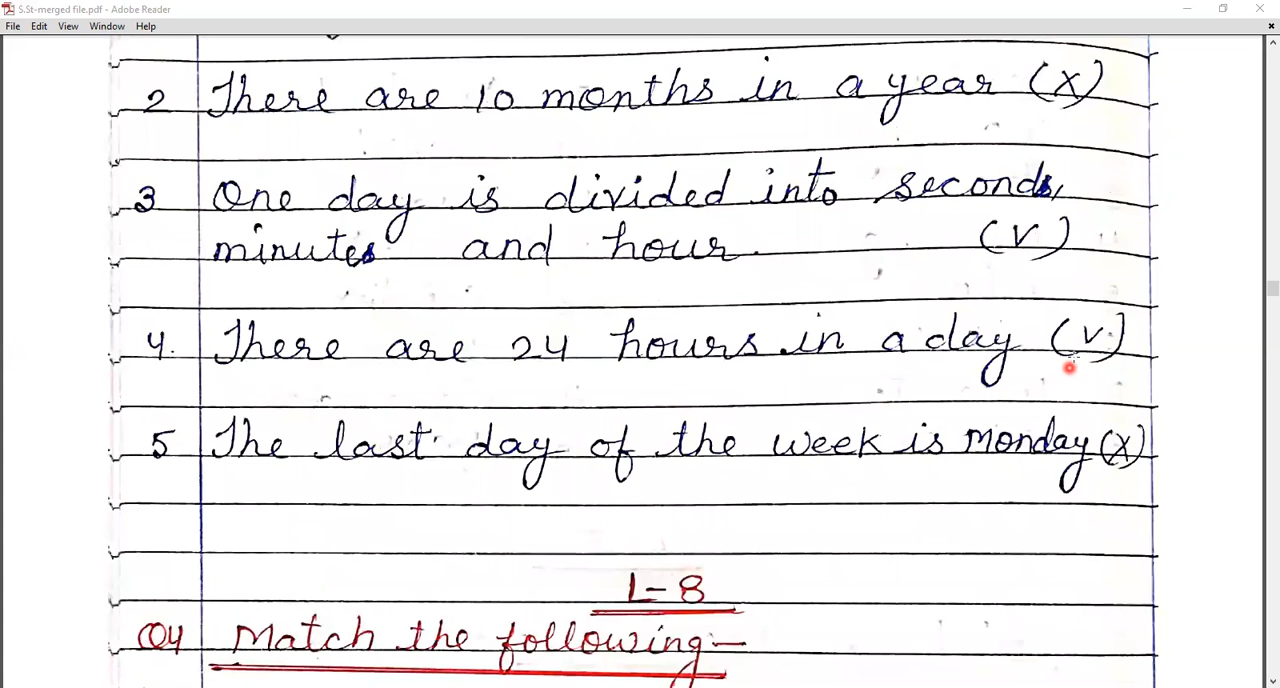 S.St-merged file.pdf - Adobe Reader
File Edit View Window Help
2 There are 10 months in a year (X)
3 One day is divided into seconds,
minutes and hour. (v)
4. There are 24 hours in a day (v)
5 The last day of the week is monday (X)
L-8
Q4 Match the following-